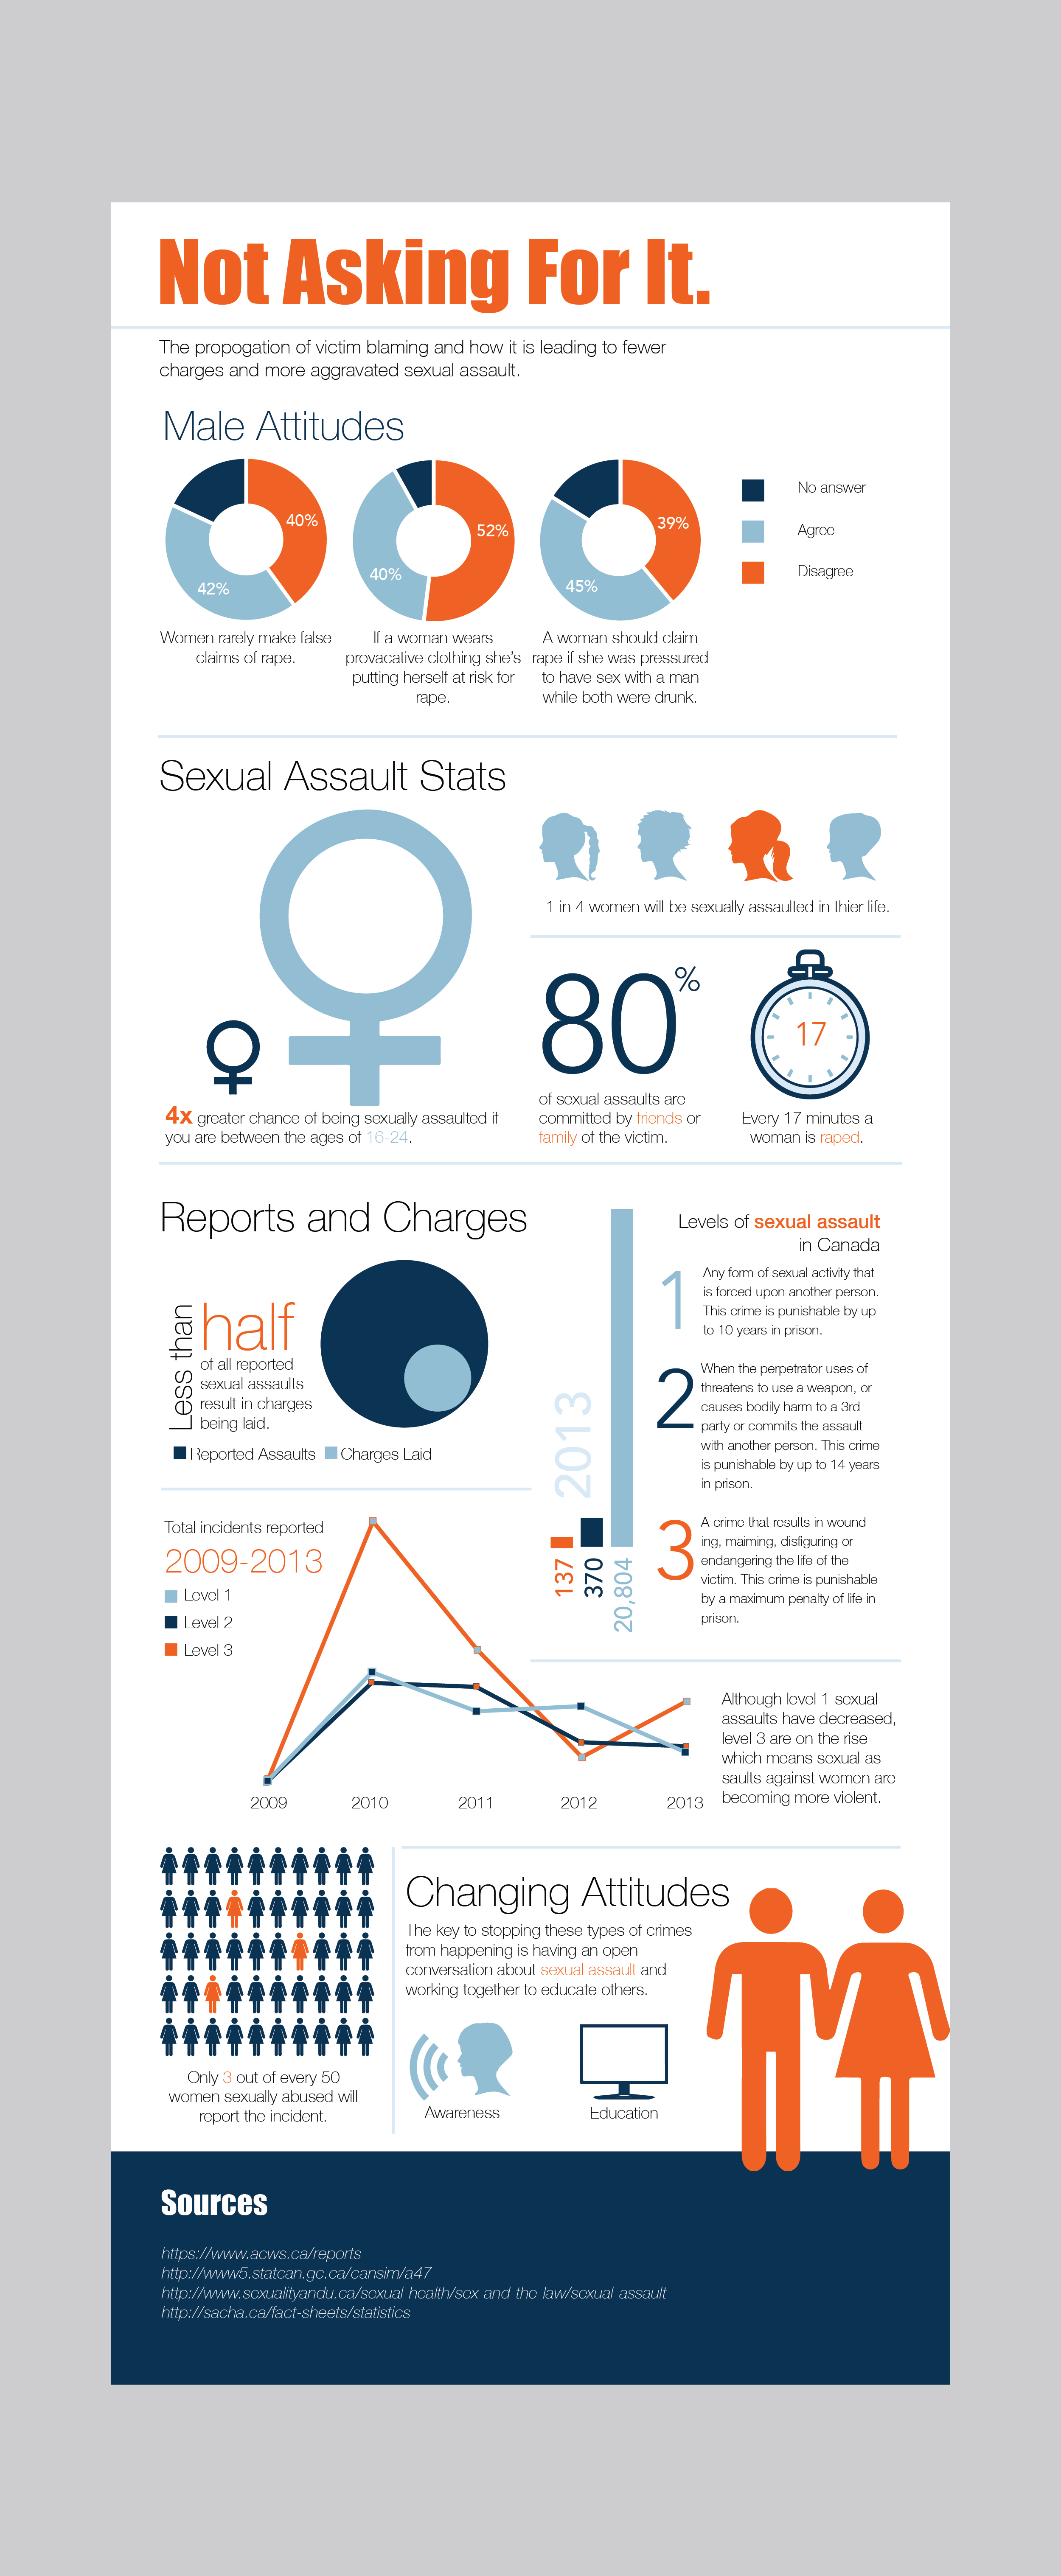 Not Asking For It.
The propogation of victim blaming and how it is leading to fewer
charges and more aggravated sexual assault.
Male Attitudes
40%
42%
52%
40%
39%
45%
No answer
Agree
Disagree
Women rarely make false
claims of rape.
If a woman wears
provacative clothing she's
putting herself at risk for
rape.
A woman should claim
rape if she was pressured
to have sex with a man
while both were drunk.
Sexual Assault Stats
1 in 4 women will be sexually assaulted in thier life.
4x greater chance of being sexually assaulted if
you are between the ages of 16-24.
80%
of sexual assaults are
committed by friends or
family of the victim.
17
Every 17 minutes a
woman is raped.
Reports and Charges
Less than
half
of all reported
sexual assaults
result in charges
being laid.
Reported Assaults
Charges Laid
2013
137
370
20,804
Levels of sexual assault
in Canada
1
Any form of sexual activity that
is forced upon another person.
This crime is punishable by up
to 10 years in prison.
2
When the perpetrator uses of
threatens to use a weapon, or
causes bodily harm to a 3rd
party or commits the assault
with another person. This crime
is punishable by up to 14 years
in prison.
3
A crime that results in wound-
ing, maiming, disfiguring or
endangering the life of the
victim. This crime is punishable
by a maximum penalty of life in
prison.
Total incidents reported
2009-2013
Level 1
Level 2
Level 3
2009
2010
2011
2012
2013
Although level 1 sexual
assaults have decreased,
level 3 are on the rise
which means sexual as-
saults against women are
becoming more violent.
Only 3 out of every 50
women sexually abused will
report the incident.
Changing Attitudes
The key to stopping these types of crimes
from happening is having an open
conversation about sexual assault and
working together to educate others.
Awareness
Education
Sources
https://www.acws.ca/reports
http://www5.statcan.gc.ca/cansim/a47
http://www.sexualityandu.ca/sexual-health/sex-and-the-law/sexual-assault
http://sacha.ca/fact-sheets/statistics